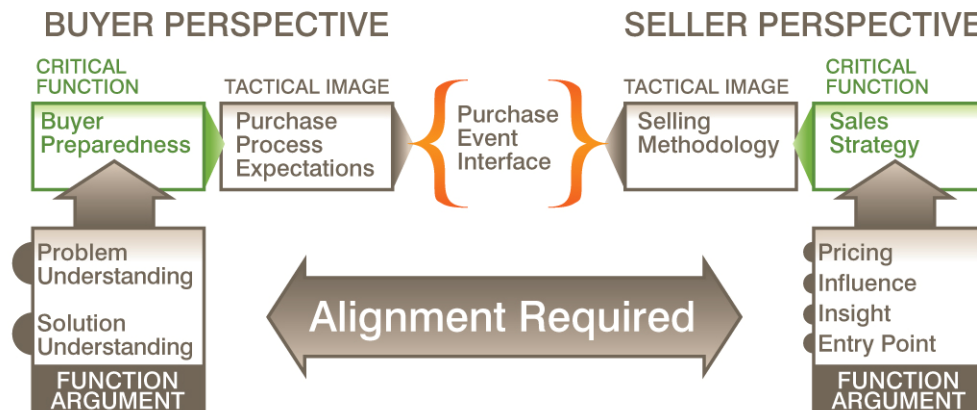 BUYER PERSPECTIVE
CRITICAL
FUNCTION
TACTICAL IMAGE
Buyer
Preparedness
Purchase
Process
Expectations
Problem
Understanding
Solution
Understanding
FUNCTION
ARGUMENT
Purchase
Event
Interface
SELLER PERSPECTIVE
TACTICAL IMAGE
CRITICAL
FUNCTION
Selling
Methodology
Sales
Strategy
Pricing
Influence
Insight
Entry Point
FUNCTION
ARGUMENT
Alignment Required